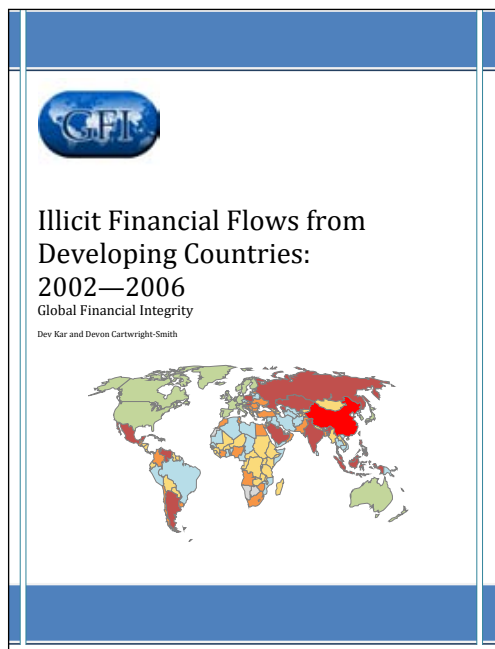 GFI
Illicit Financial Flows from
Developing Countries:
2002—2006
Global Financial Integrity
Dev Kar and Devon Cartwright-Smith